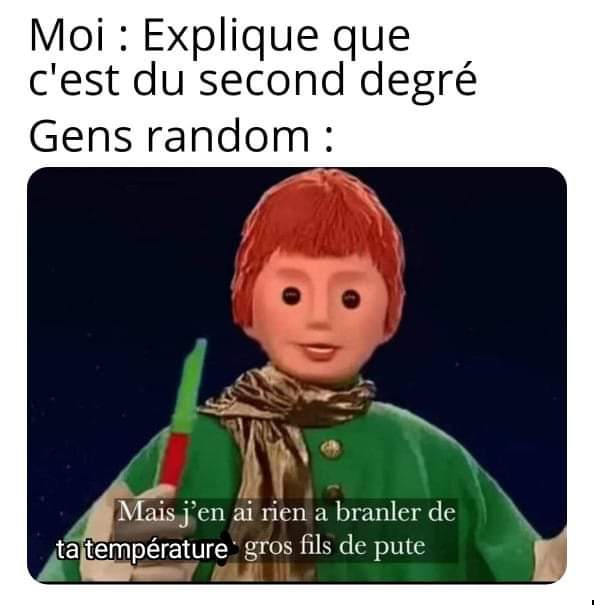 Moi : Explique que
c'est du second degré
Gens random :
Mais j'en ai rien a branler de
ta température gros fils de pute